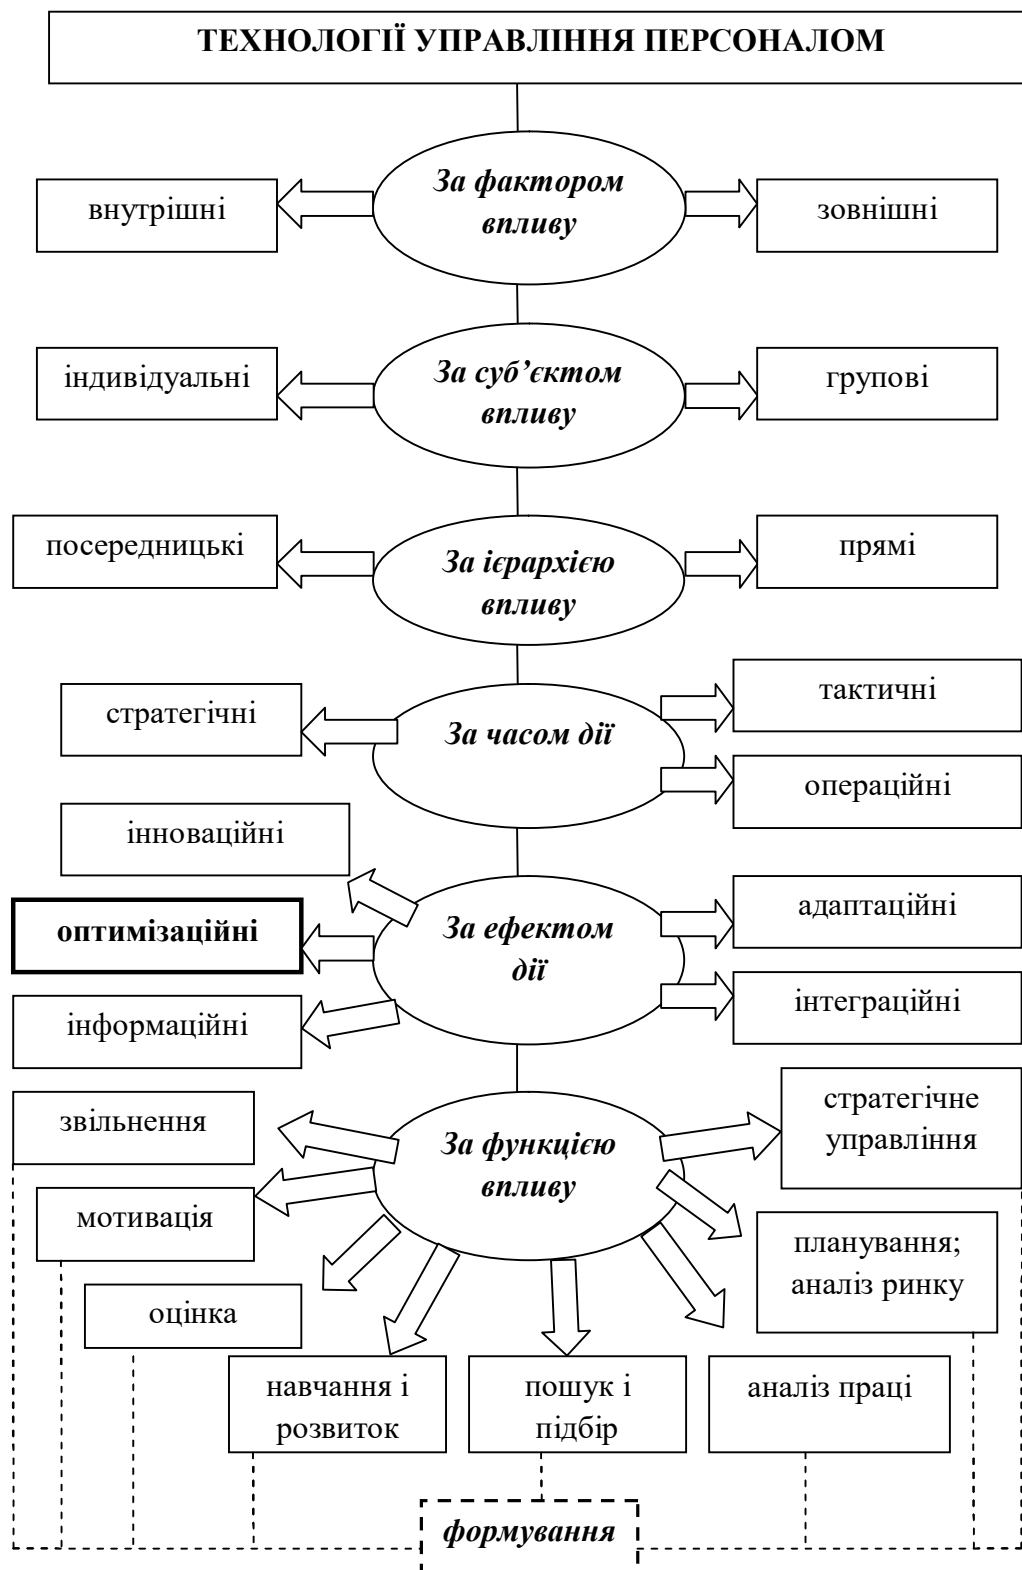 ТЕХНОЛОГІЇ УПРАВЛІННЯ ПЕРСОНАЛОМ
За фактором
впливу
внутрішні
зовнішні
За суб’єктом
впливу
індивідуальні
групові
За ієрархією
впливу
посередницькі
прямі
За часом дії
стратегічні
тактичні
операційні
За ефектом
дії
інноваційні
оптимізаційні
інформаційні
адаптаційні
інтеграційні
За функцією
впливу
звільнення
мотивація
оцінка
навчання і
розвиток
пошук і
підбір
аналіз праці
планування;
аналіз ринку
стратегічне
управління
формування